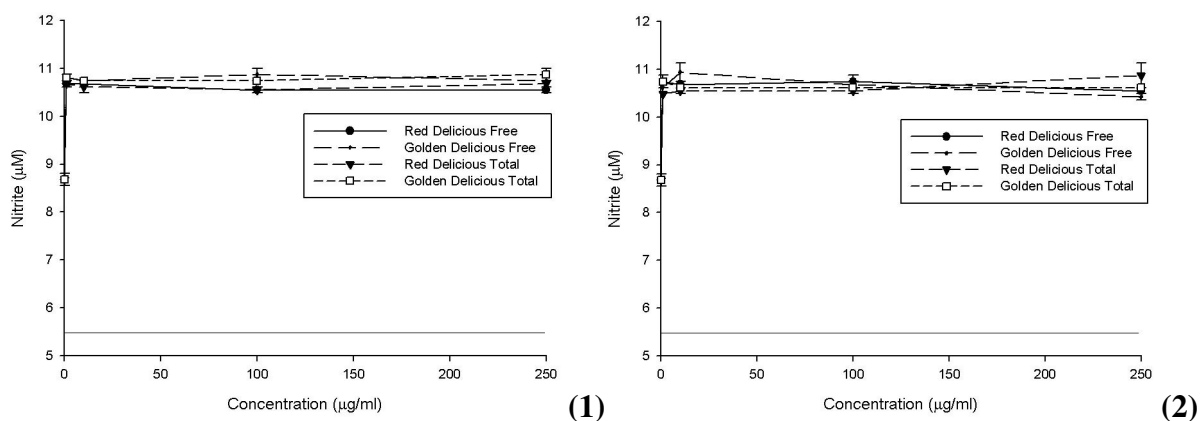 12
11
10
9
8
7
6
5
Nitrite (µM)
Red Delicious Free
Golden Delicious Free
Red Delicious Total
Golden Delicious Total
0 50 100 150 200 250
Concentration (µg/ml)
(1)
12
11
10
9
8
7
6
5
Nitrite (µM)
Red Delicious Free
Golden Delicious Free
Red Delicious Total
Golden Delicious Total
0 50 100 150 200 250
Concentration (µg/ml)
(2)